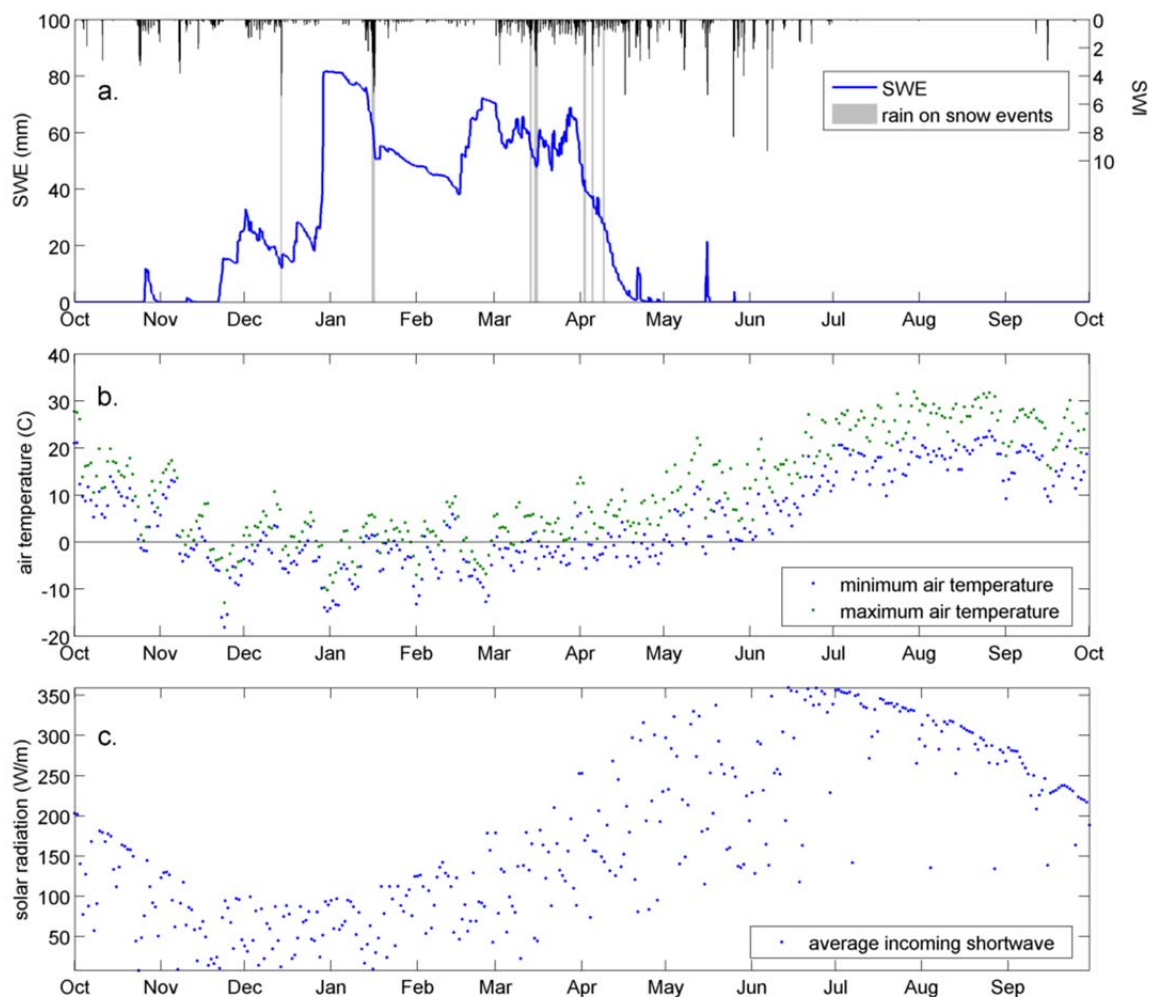 100
80
60
40
20
0
SWE (mm)
a.
0
2
4
6
8
10
SWI
SWE
rain on snow events
Oct Nov Dec Jan Feb Mar Apr May Jun Jul Aug Sep Oct
40
30
20
10
0
-10
-20
air temperature (C)
b.
minimum air temperature
maximum air temperature
Oct Nov Dec Jan Feb Mar Apr May Jun Jul Aug Sep Oct
350
300
250
200
150
100
50
solar radiation (W/m)
c.
average incoming shortwave
Oct Nov Dec Jan Feb Mar Apr May Jun Jul Aug Sep